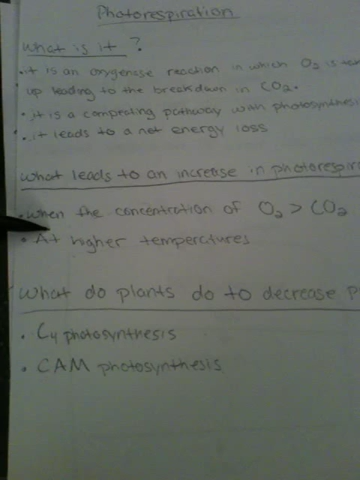 Photorespiration
What is it ?
• it is an oxygenase reaction in which O2 is
up leading to the breakdown in CO2.
• it is a competing pathway with photosynthesi
• it leads to a net energy loss
What leads to an increase in photorespir
• When the concentration of O2 > CO2
• At higher temperctures
What do plants do to decrease P
• C4 photosynthesis
• CAM photosynthesis